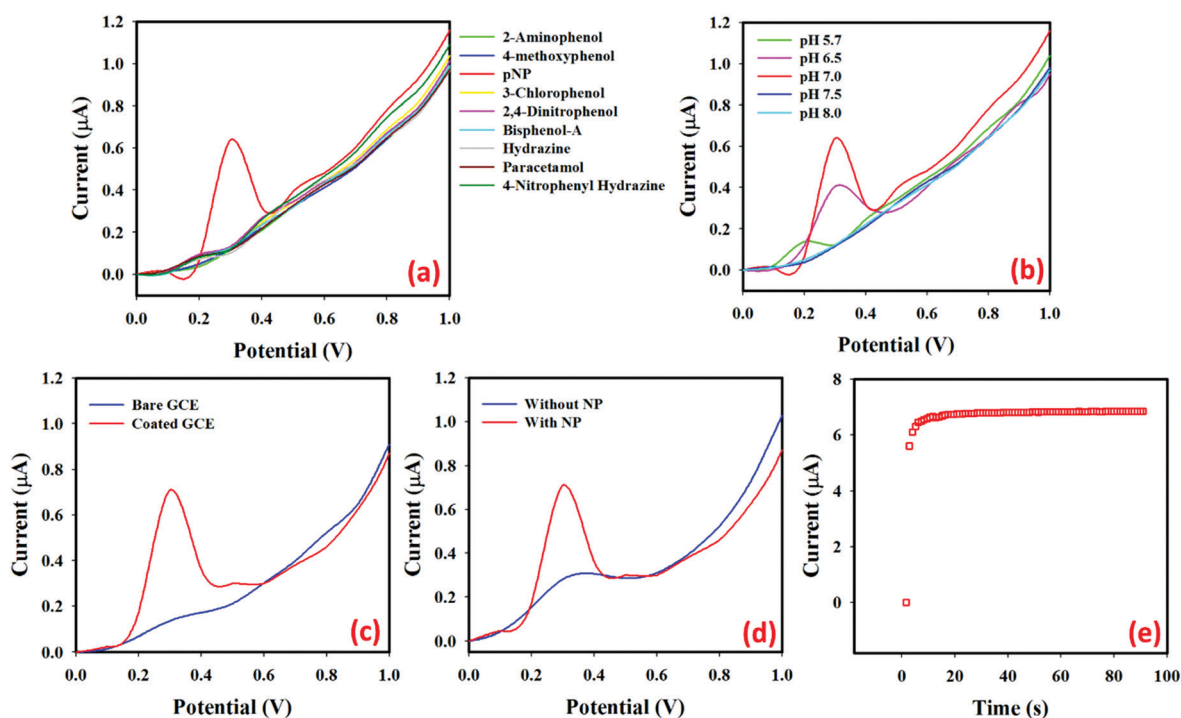 1.2
1.0
0.8
0.6
0.4
0.2
0.0
Current (µA)
0.0 0.2 0.4 0.6 0.8 1.0
Potential (V)
(a)
2-Aminophenol
4-methoxyphenol
pNP
3-Chlorophenol
2,4-Dinitrophenol
Bisphenol-A
Hydrazine
Paracetamol
4-Nitrophenyl Hydrazine
1.2
1.0
0.8
0.6
0.4
0.2
0.0
Current (µA)
pH 5.7
pH 6.5
pH 7.0
pH 7.5
pH 8.0
(b)
0.0 0.2 0.4 0.6 0.8 1.0
Potential (V)
1.2
1.0
0.8
0.6
0.4
0.2
0.0
Current (µA)
Bare GCE
Coated GCE
(c)
0.0 0.2 0.4 0.6 0.8 1.0
Potential (V)
1.2
1.0
0.8
0.6
0.4
0.2
0.0
Current (µA)
Without NP
With NP
(d)
0.0 0.2 0.4 0.6 0.8 1.0
Potential (V)
8
6
4
2
0
Current (µA)
(e)
0 20 40 60 80 100
Time (s)